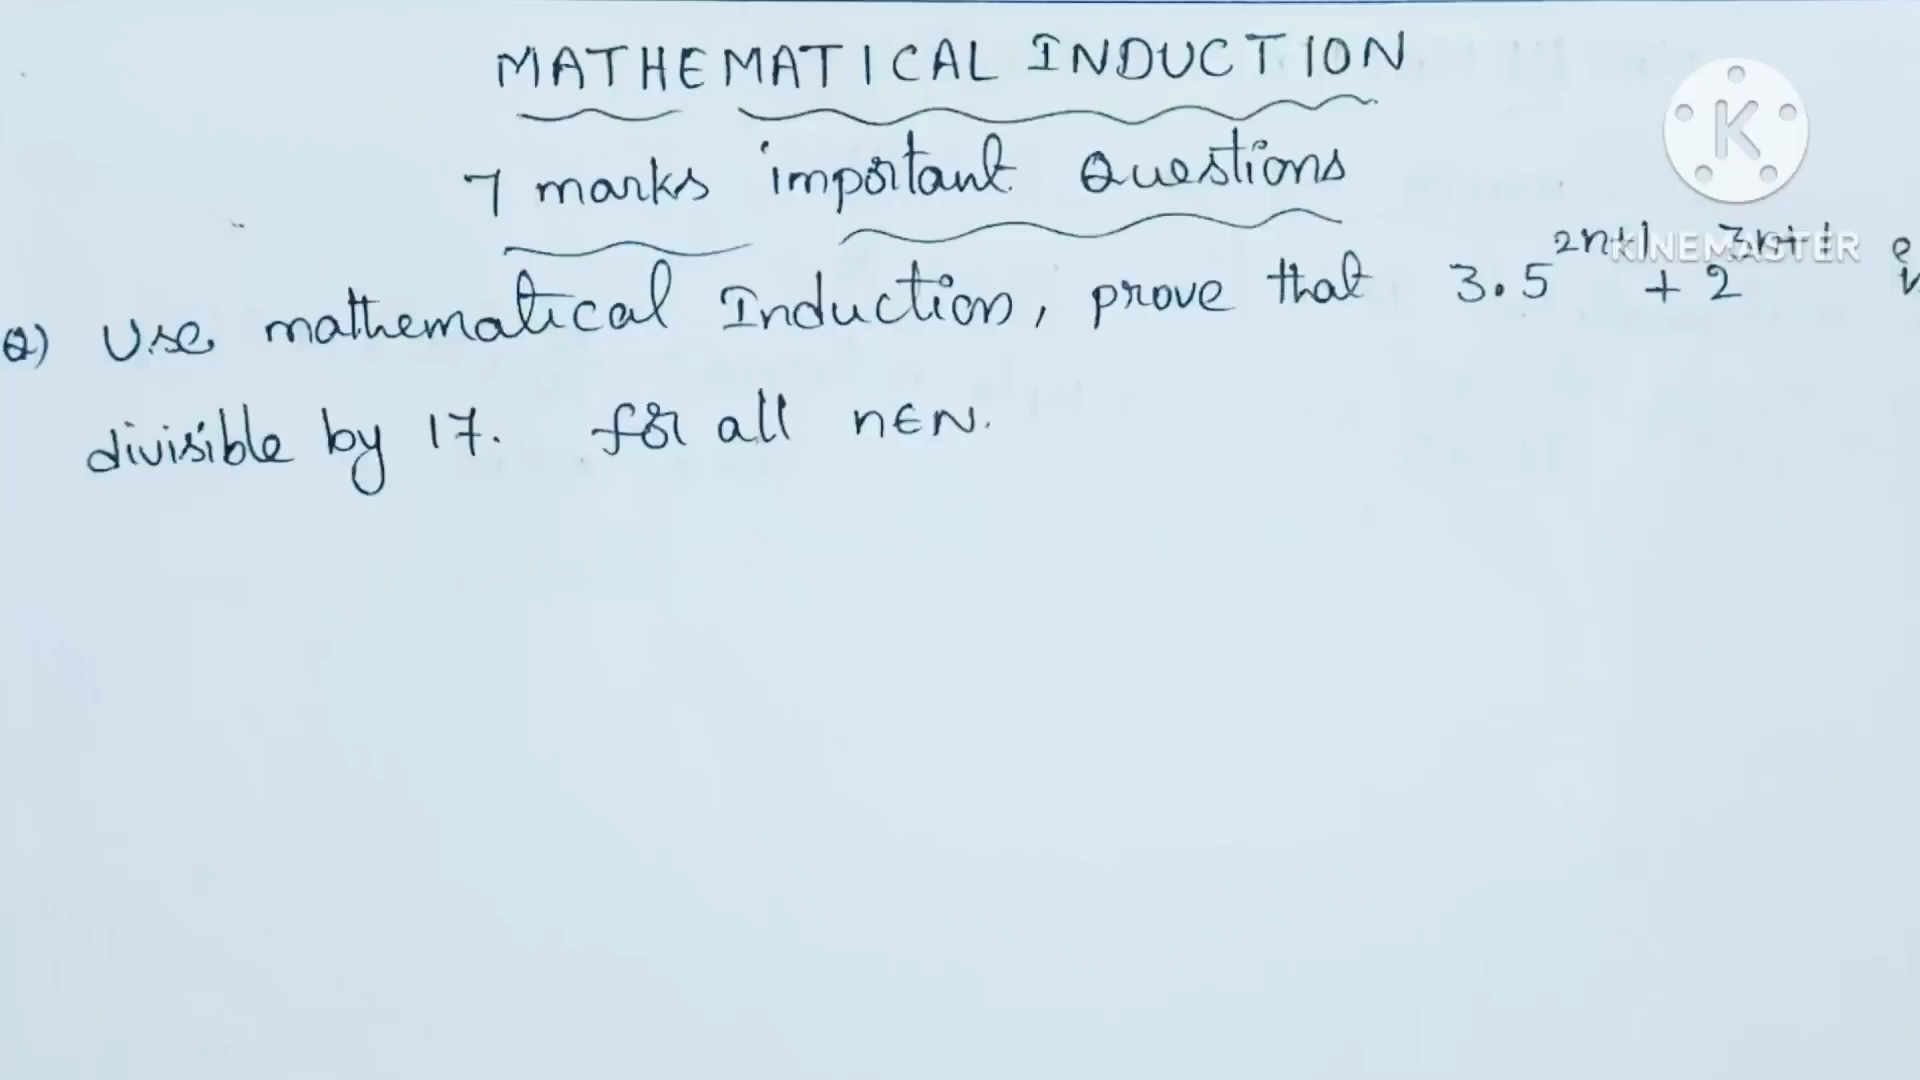 MATHEMATICAL INDUCTION
7 marks important Questions
K
KINEMASTER
Q) Use mathematical Induction, prove that 3.5^{2n+1} + 2^{3n+1} is
divisible by 17. for all n∈N.